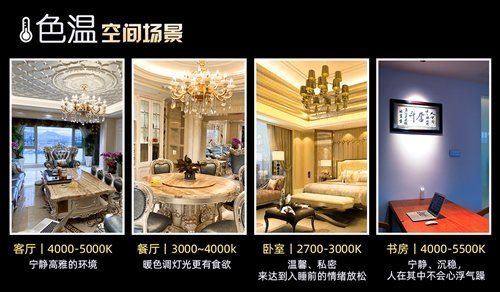 色温 空间场景
客厅 | 4000-5000K
宁静高雅的环境
餐厅 | 3000~4000k
暖色调灯光更有食欲
卧室 | 2700-3000K
温馨、私密
来达到入睡前的情绪放松
书房 | 4000-5500K
宁静、沉稳,
人在其中不会心浮气躁